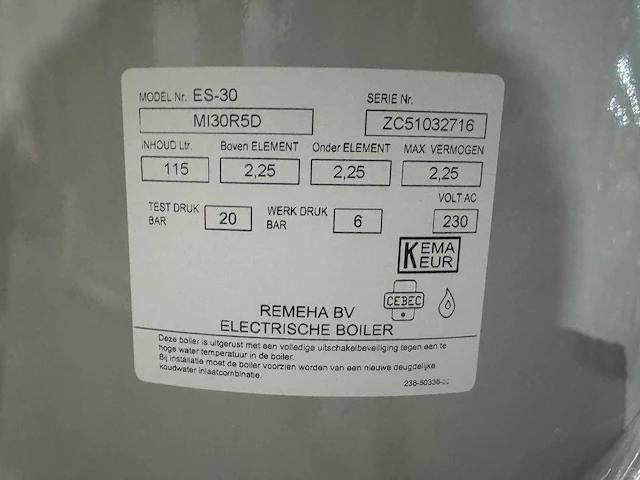 MODEL Nr. ES-30 SERIE Nr.
MI30R5D ZC51032716
INHOUD Ltr. Boven ELEMENT Onder ELEMENT MAX. VERMOGEN
115 2,25 2,25 2,25
VOLT AC
TEST DRUK BAR 20 WERK DRUK BAR 6 230
KEMA
KEUR
CEBEC
REMEHA BV
ELECTRISCHE BOILER
Deze boiler is uitgerust met een volledige uitschakelbeveiliging tegen een te
hoge water temperatuur in de boiler.
Bij installatie moet de boiler voorzien worden van een nieuwe deugdelijke
koudwater inlaatcombinatie.